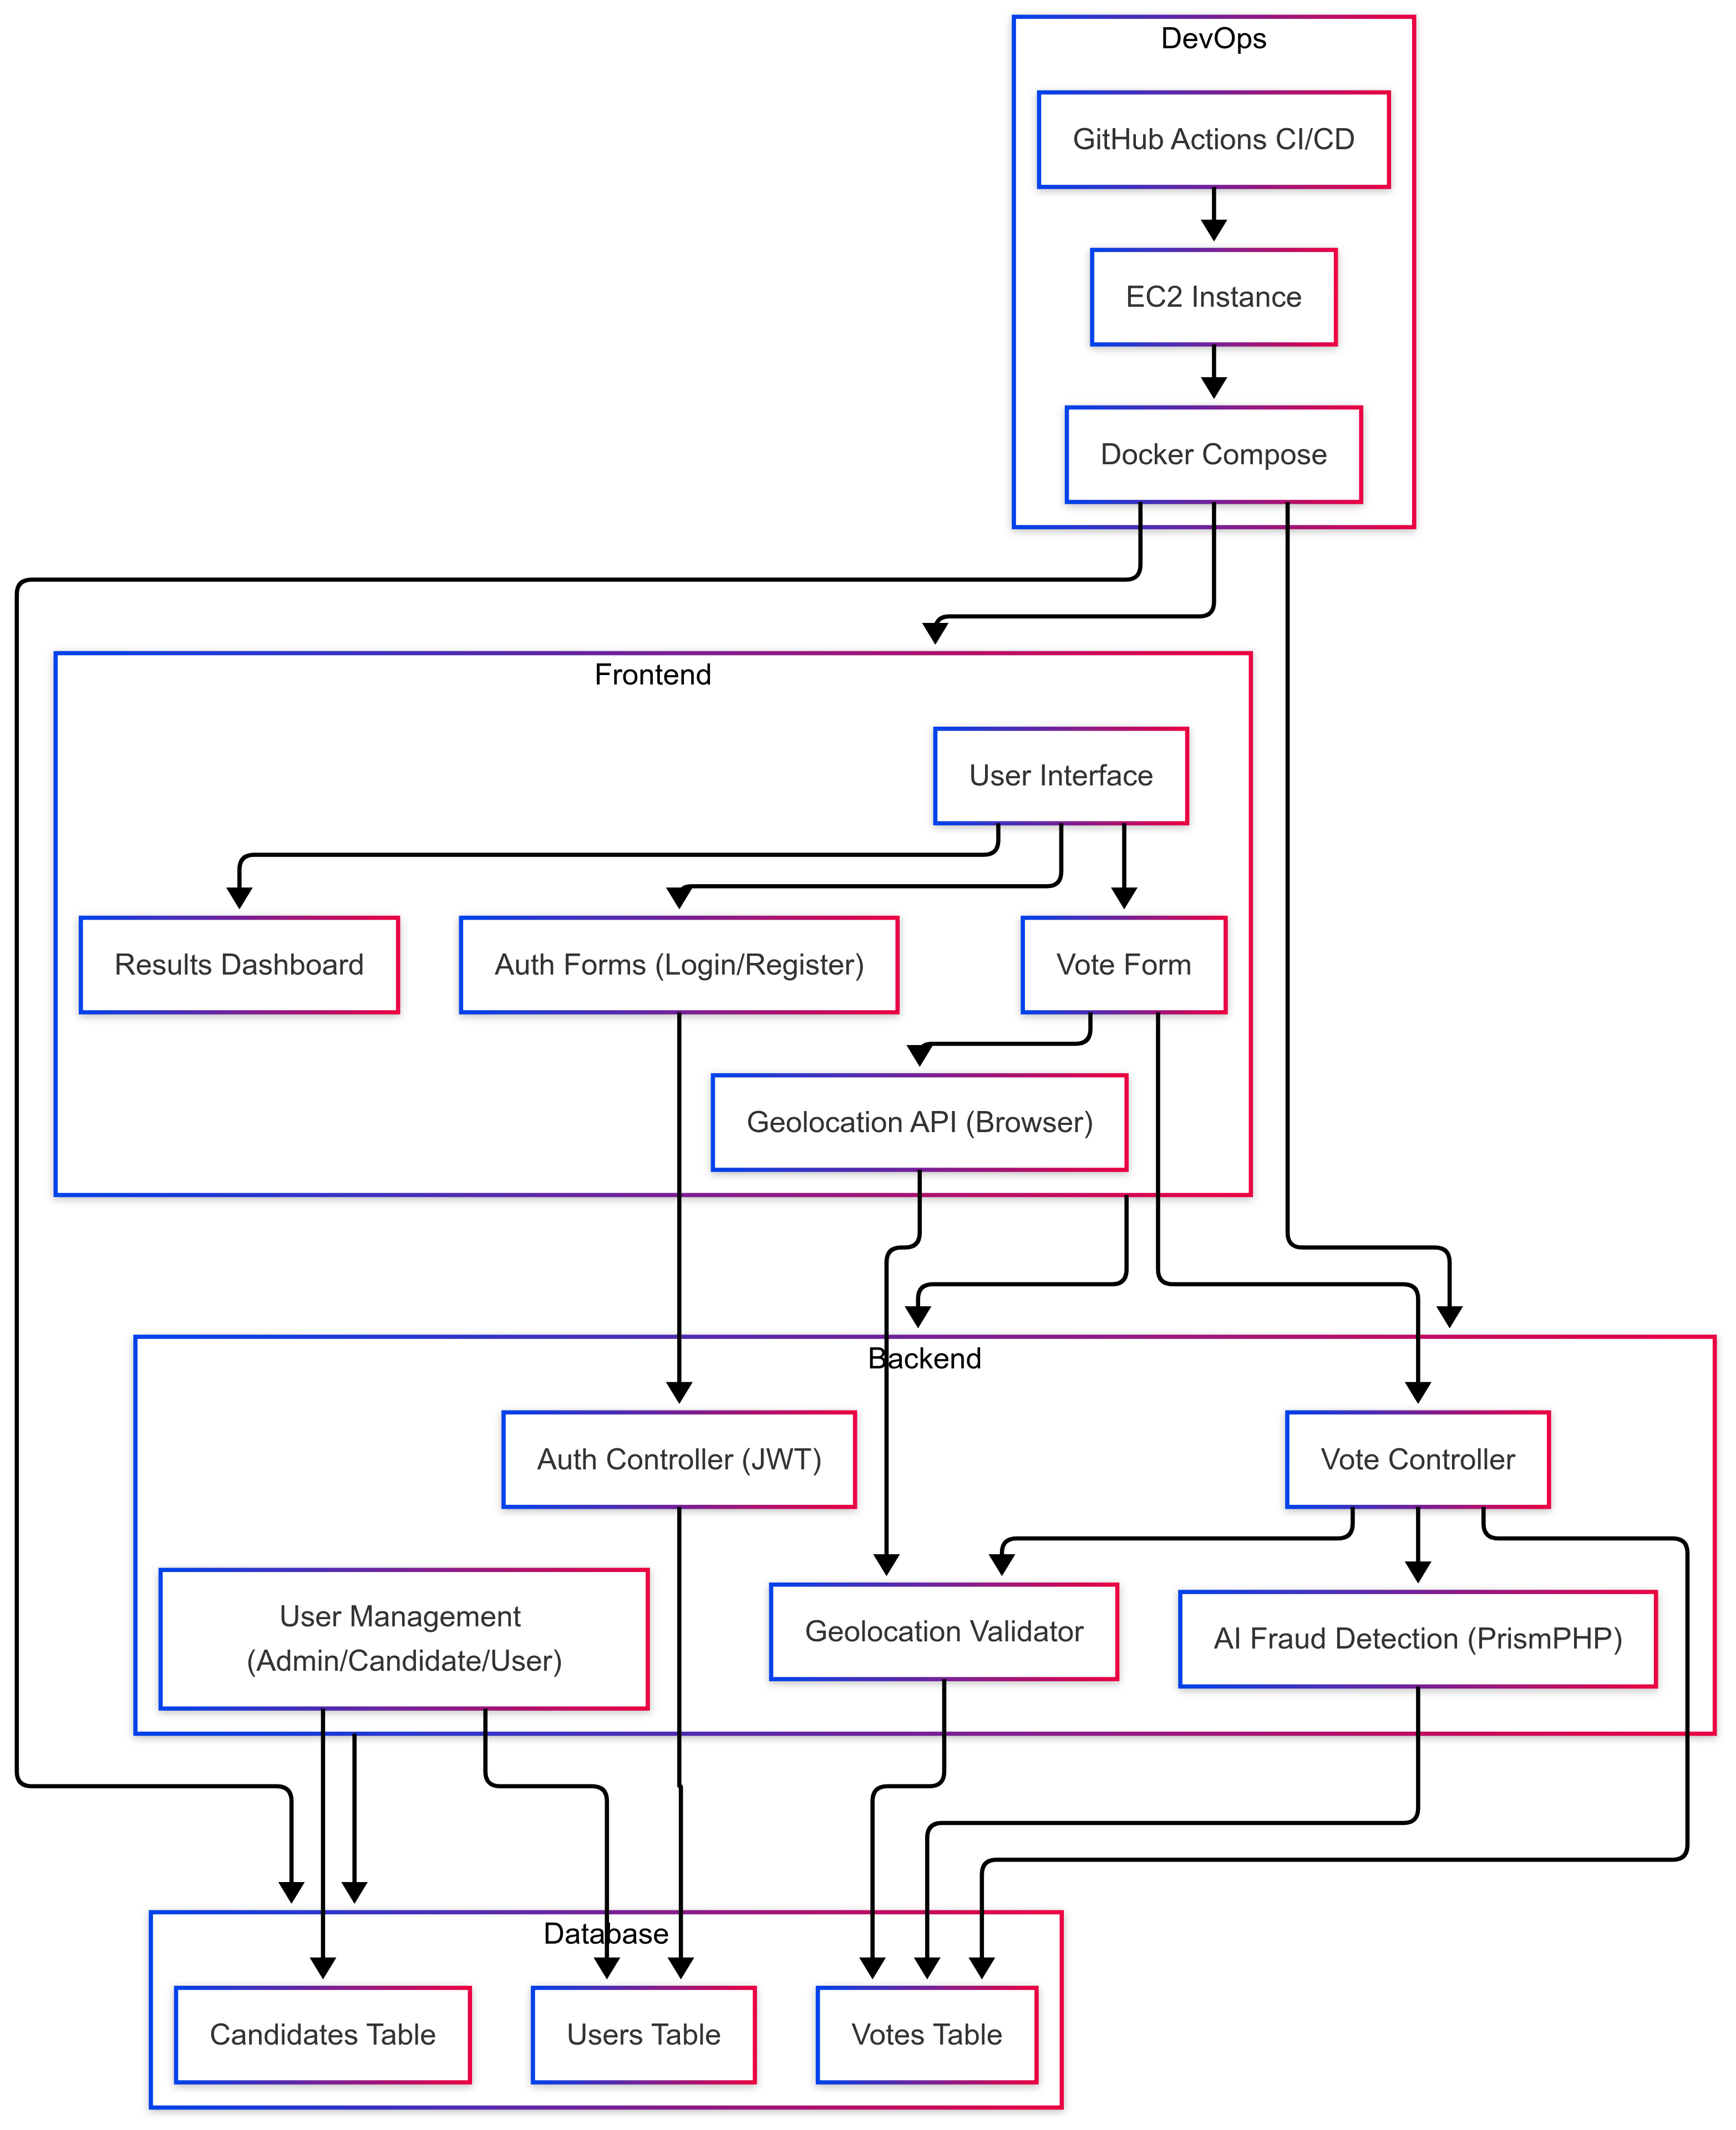 DevOps
GitHub Actions CI/CD
EC2 Instance
Docker Compose
Frontend
User Interface
Results Dashboard
Auth Forms (Login/Register)
Vote Form
Geolocation API (Browser)
Backend
Auth Controller (JWT)
Vote Controller
User Management
(Admin/Candidate/User)
Geolocation Validator
AI Fraud Detection (PrismPHP)
Database
Candidates Table
Users Table
Votes Table